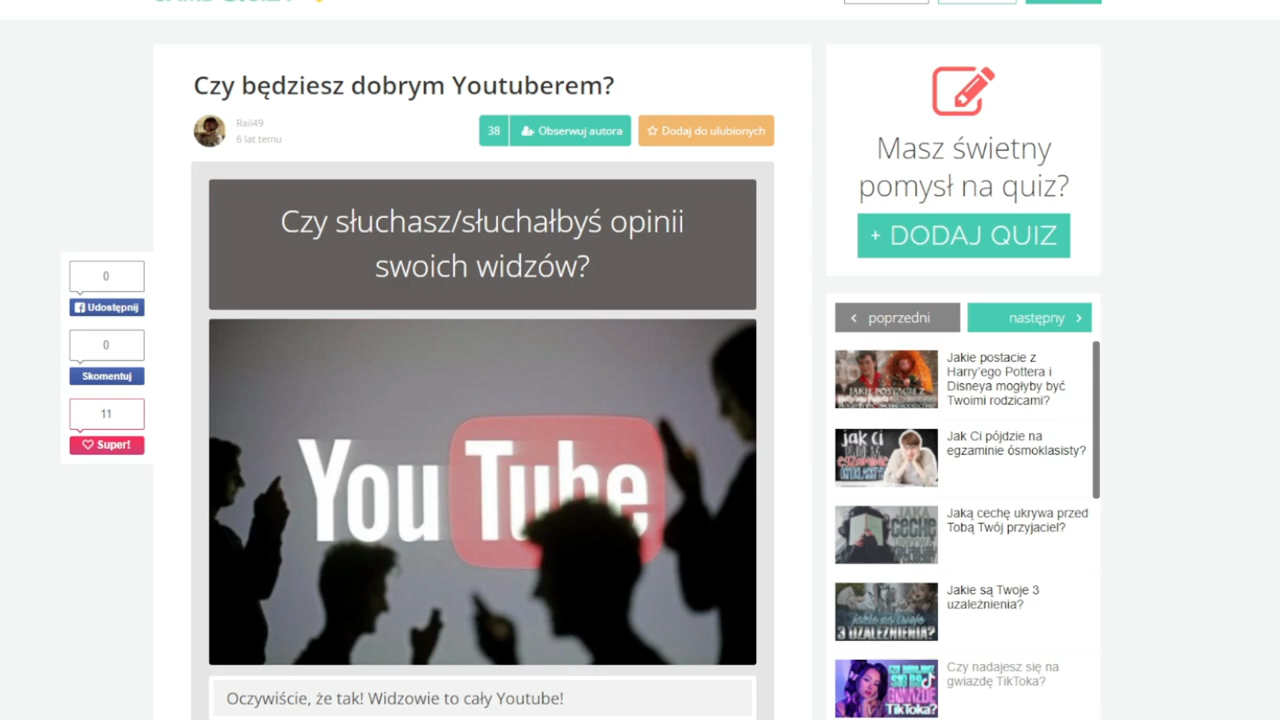 Czy będziesz dobrym Youtuberem?
Raii49
6 lat temu
38
Obserwuj autora
Dodaj do ulubionych
Czy słuchasz/słuchałbyś opinii
swoich widzów?
YouTube
Oczywiście, że tak! Widzowie to cały Youtube!
0
Udostępnij
0
Skomentuj
11
Super!
Masz świetny
pomysł na quiz?
+ DODAJ QUIZ
poprzedni
następny
Jakie postacie z
Harry'ego Pottera i
Disneya mogłyby być
Twoimi rodzicami?
Jak Ci pójdzie na
egzaminie ósmoklasisty?
Jaką cechę ukrywa przed
Tobą Twój przyjaciel?
Jakie są Twoje 3
uzależnienia?
3 UZALEŻNIENIA?
Czy nadajesz się na
gwiazdę TikToka?